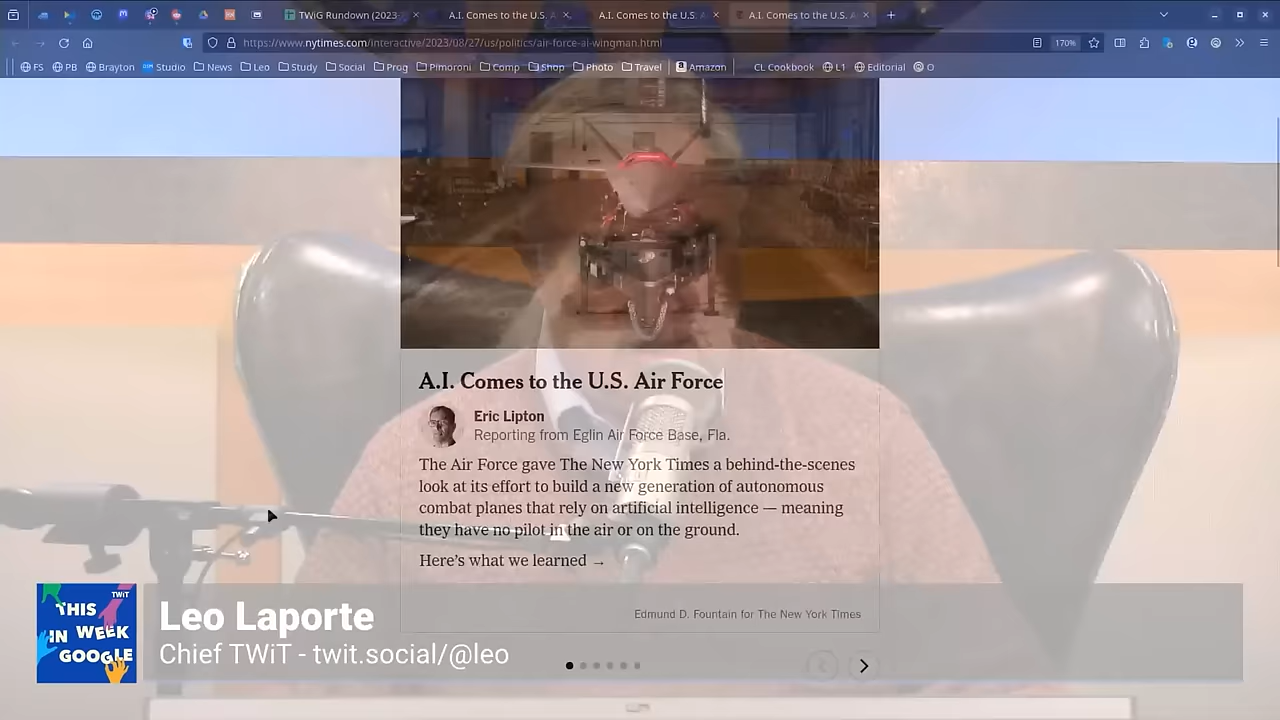 TWiG Rundown (2023-
A.I. Comes to the U.S. A
A.I. Comes to the U.S. A
A.I. Comes to the U.S. A
https://www.nytimes.com/interactive/2023/08/27/us/politics/air-force-ai-wingman.html
170%
FS PB Brayton Studio News Leo Study Social Prog Pimoroni Comp Shop Photo Travel Amazon CL Cookbook L1 Editorial O
A.I. Comes to the U.S. Air Force
Eric Lipton
Reporting from Eglin Air Force Base, Fla.
The Air Force gave The New York Times a behind-the-scenes
look at its effort to build a new generation of autonomous
combat planes that rely on artificial intelligence — meaning
they have no pilot in the air or on the ground.
Here’s what we learned →
Edmund D. Fountain for The New York Times
TWiT
THIS
IN WEEK
GOOGLE
Leo Laporte
Chief TWiT - twit.social/@leo